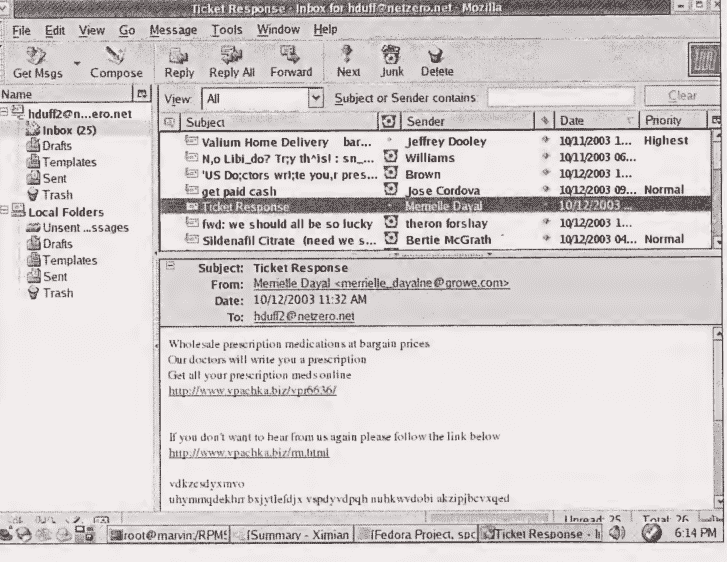 Ticket Response - Inbox for hduff@netzero.net - Mozilla
File Edit View Go Message Tools Window Help
Get Msgs Compose Reply Reply All Forward Next Junk Delete
Name
View: All Subject or Sender contains: Clear
hduff2@n...ero.net
Inbox (25)
Drafts
Templates
Sent
Trash
Local Folders
Unsent ...ssages
Drafts
Templates
Sent
Trash
Subject Sender Date Priority
Valium Home Delivery bar... Jeffrey Dooley 10/11/2003 1... Highest
N,o Libi_do? Tr;y th^is! : sn_... Williams 10/11/2003 06...
'US Do;ctors wri;te you,r pres... Brown 10/12/2003 1...
get paid cash Jose Cordova 10/12/2003 09... Normal
Ticket Response Merrielle Dayal 10/12/2003 ...
fwd: we should all be so lucky theron forshay 10/12/2003 1...
Sildenafil Citrate (need we s... Bertie McGrath 10/12/2003 04... Normal
Subject: Ticket Response
From: Merrielle Dayal <merrielle_dayalne@growe.com>
Date: 10/12/2003 11:32 AM
To: hduff2@netzero.net
Wholesale prescription medications at bargain prices
Our doctors will write you a prescription
Get all your prescription meds online
http://www.vpachka.biz/vpr6636/
If you don't want to hear from us again please follow the link below
http://www.vpachka.biz/rm.html
vdkzcsdyxmvo
uhymmqdekhrr bxjytlefdjx vspdyvdpqh nuhkwvdobi akzipjbcvxqed
Unread: 25 Total: 26
root@marvin:/RPMS [Summary - Ximian [Fedora Project, spc Ticket Response - I 6:14 PM